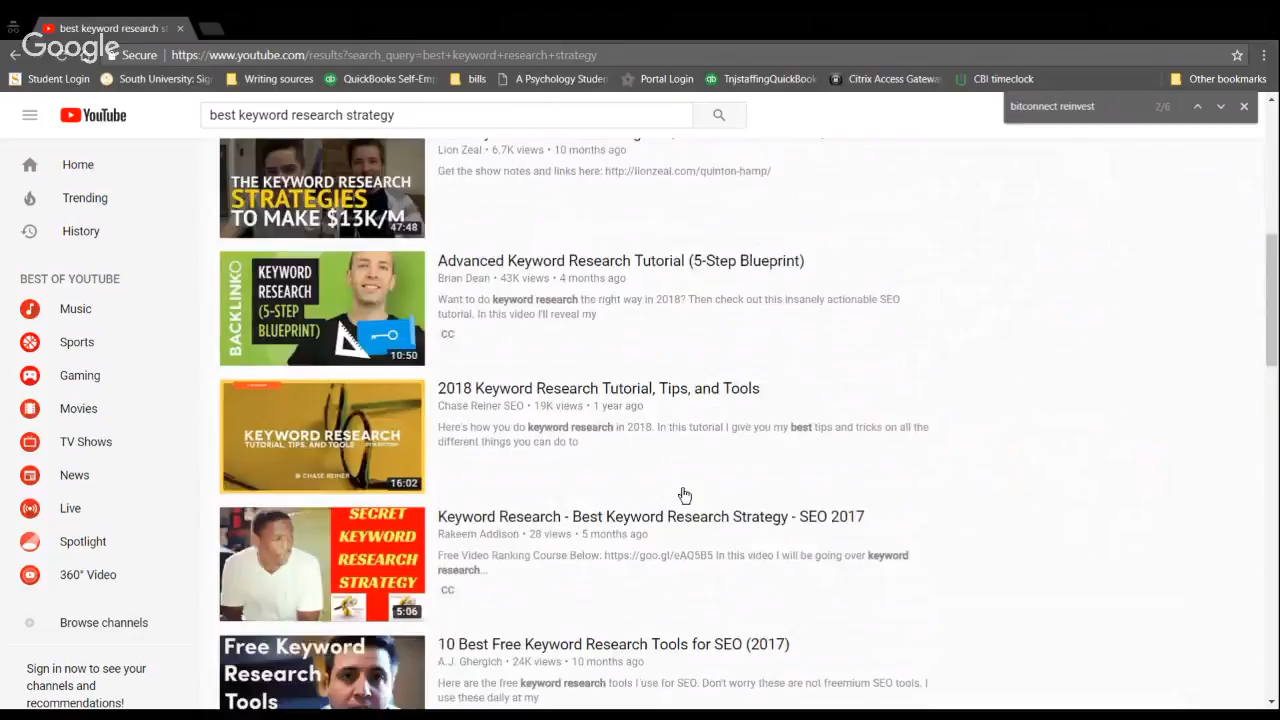 best keyword research st
Google
Secure https://www.youtube.com/results?search_query=best+keyword+research+strategy
Student Login South University: Sig Writing sources QuickBooks Self-Em bills A Psychology Studen Portal Login TnjstaffingQuickBook Citrix Access Gatewa CBI timeclock Other bookmarks
bitconnect reinvest 2/6
YouTube
best keyword research strategy
Home
Trending
History
BEST OF YOUTUBE
Music
Sports
Gaming
Movies
TV Shows
News
Live
Spotlight
360° Video
Browse channels
Sign in now to see your
channels and
recommendations!
THE KEYWORD RESEARCH
STRATEGIES
TO MAKE $13K/M
47:48
Lion Zeal • 6.7K views • 10 months ago
Get the show notes and links here: http://lionzeal.com/quinton-hamp/
BACKLINKO
KEYWORD
RESEARCH
(5-STEP
BLUEPRINT)
10:50
Advanced Keyword Research Tutorial (5-Step Blueprint)
Brian Dean • 43K views • 4 months ago
Want to do keyword research the right way in 2018? Then check out this insanely actionable SEO
tutorial. In this video I'll reveal my
CC
KEYWORD RESEARCH
TUTORIAL, TIPS, AND TOOLS
CHASE REINER
16:02
2018 Keyword Research Tutorial, Tips, and Tools
Chase Reiner SEO • 19K views • 1 year ago
Here's how you do keyword research in 2018. In this tutorial I give you my best tips and tricks on all the
different things you can do to
SECRET
KEYWORD
RESEARCH
STRATEGY
5:06
Keyword Research - Best Keyword Research Strategy - SEO 2017
Rakeem Addison • 28 views • 5 months ago
Free Video Ranking Course Below: https://goo.gl/eAQ5B5 In this video I will be going over keyword
research...
CC
Free Keyword
Research
Tools
10 Best Free Keyword Research Tools for SEO (2017)
A.J. Ghergich • 24K views • 10 months ago
Here are the free keyword research tools I use for SEO. Don't worry these are not freemium SEO tools. I
use these daily at my